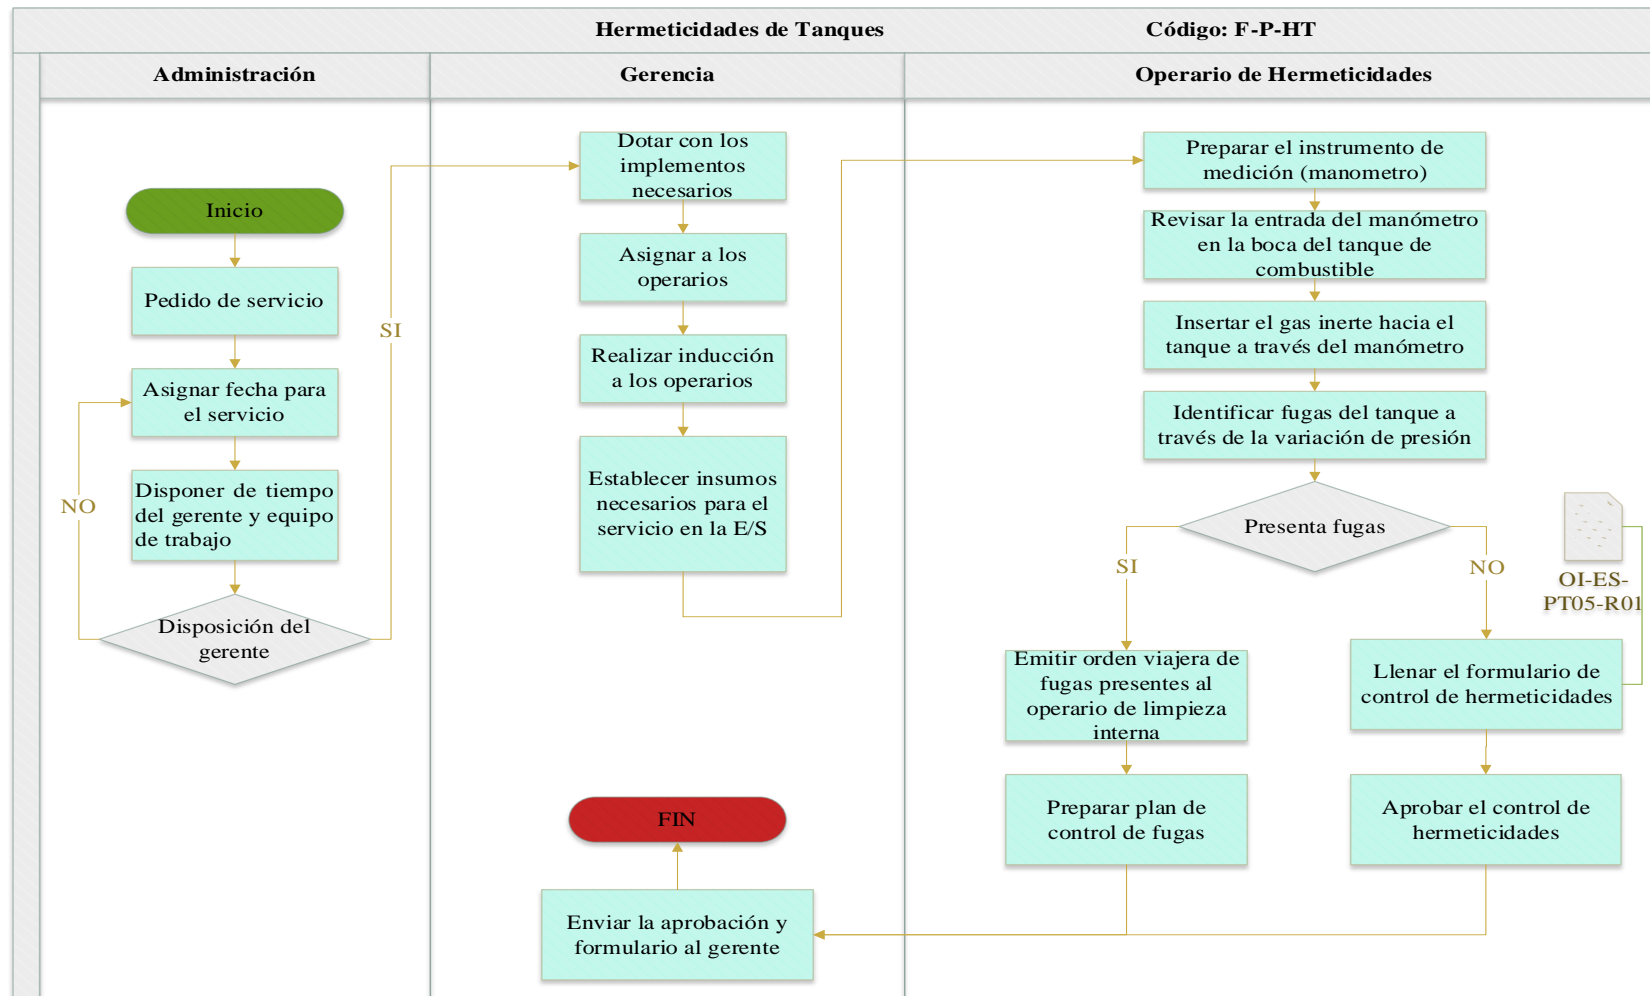 Hermeticidades de Tanques
Código: F-P-HT
Administración
Gerencia
Operario de Hermeticidades
Inicio
Pedido de servicio
Asignar fecha para
el servicio
Disponer de tiempo
del gerente y equipo
de trabajo
Disposición del
gerente
NO
SI
Dotar con los
implementos
necesarios
Asignar a los
operarios
Realizar inducción
a los operarios
Establecer insumos
necesarios para el
servicio en la E/S
Preparar el instrumento de
medición (manometro)
Revisar la entrada del manómetro
en la boca del tanque de
combustible
Insertar el gas inerte hacia el
tanque a través del manómetro
Identificar fugas del tanque a
través de la variación de presión
Presenta fugas
SI
NO
OI-ES-
PT05-R01
Emitir orden viajera de
fugas presentes al
operario de limpieza
interna
Llenar el formulario de
control de hermeticidades
Preparar plan de
control de fugas
Aprobar el control de
hermeticidades
Enviar la aprobación y
formulario al gerente
FIN